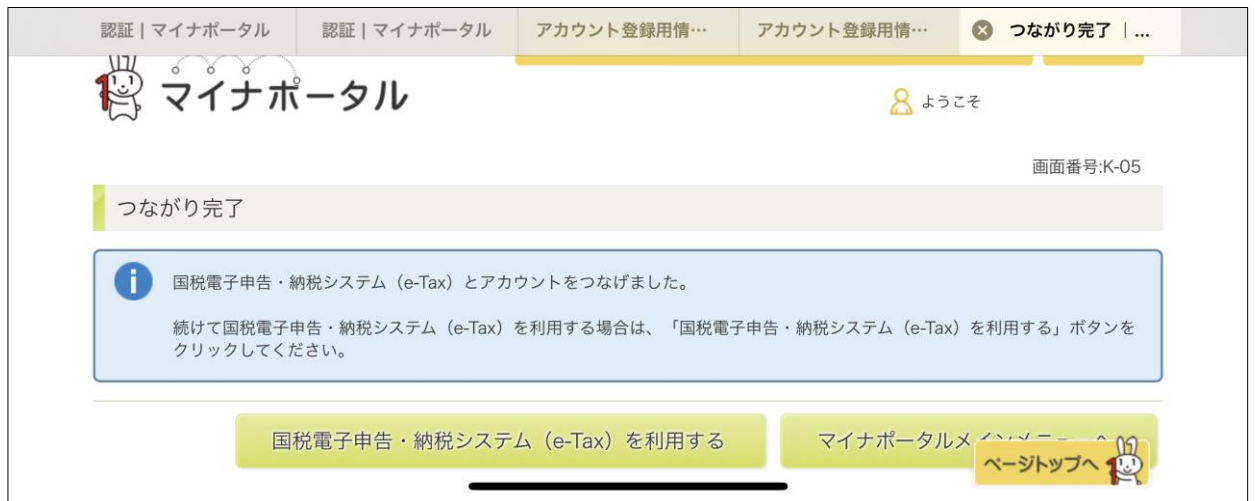 認証 | マイナポータル
認証 | マイナポータル
アカウント登録用情…
アカウント登録用情…
つながり完了 | ...
マイナポータル
ようこそ
画面番号:K-05
つながり完了
国税電子申告・納税システム（e-Tax）とアカウントをつなげました。
続けて国税電子申告・納税システム（e-Tax）を利用する場合は、「国税電子申告・納税システム（e-Tax）を利用する」ボタンを
クリックしてください。
国税電子申告・納税システム（e-Tax）を利用する
マイナポータルメインメニューへ
ページトップへ